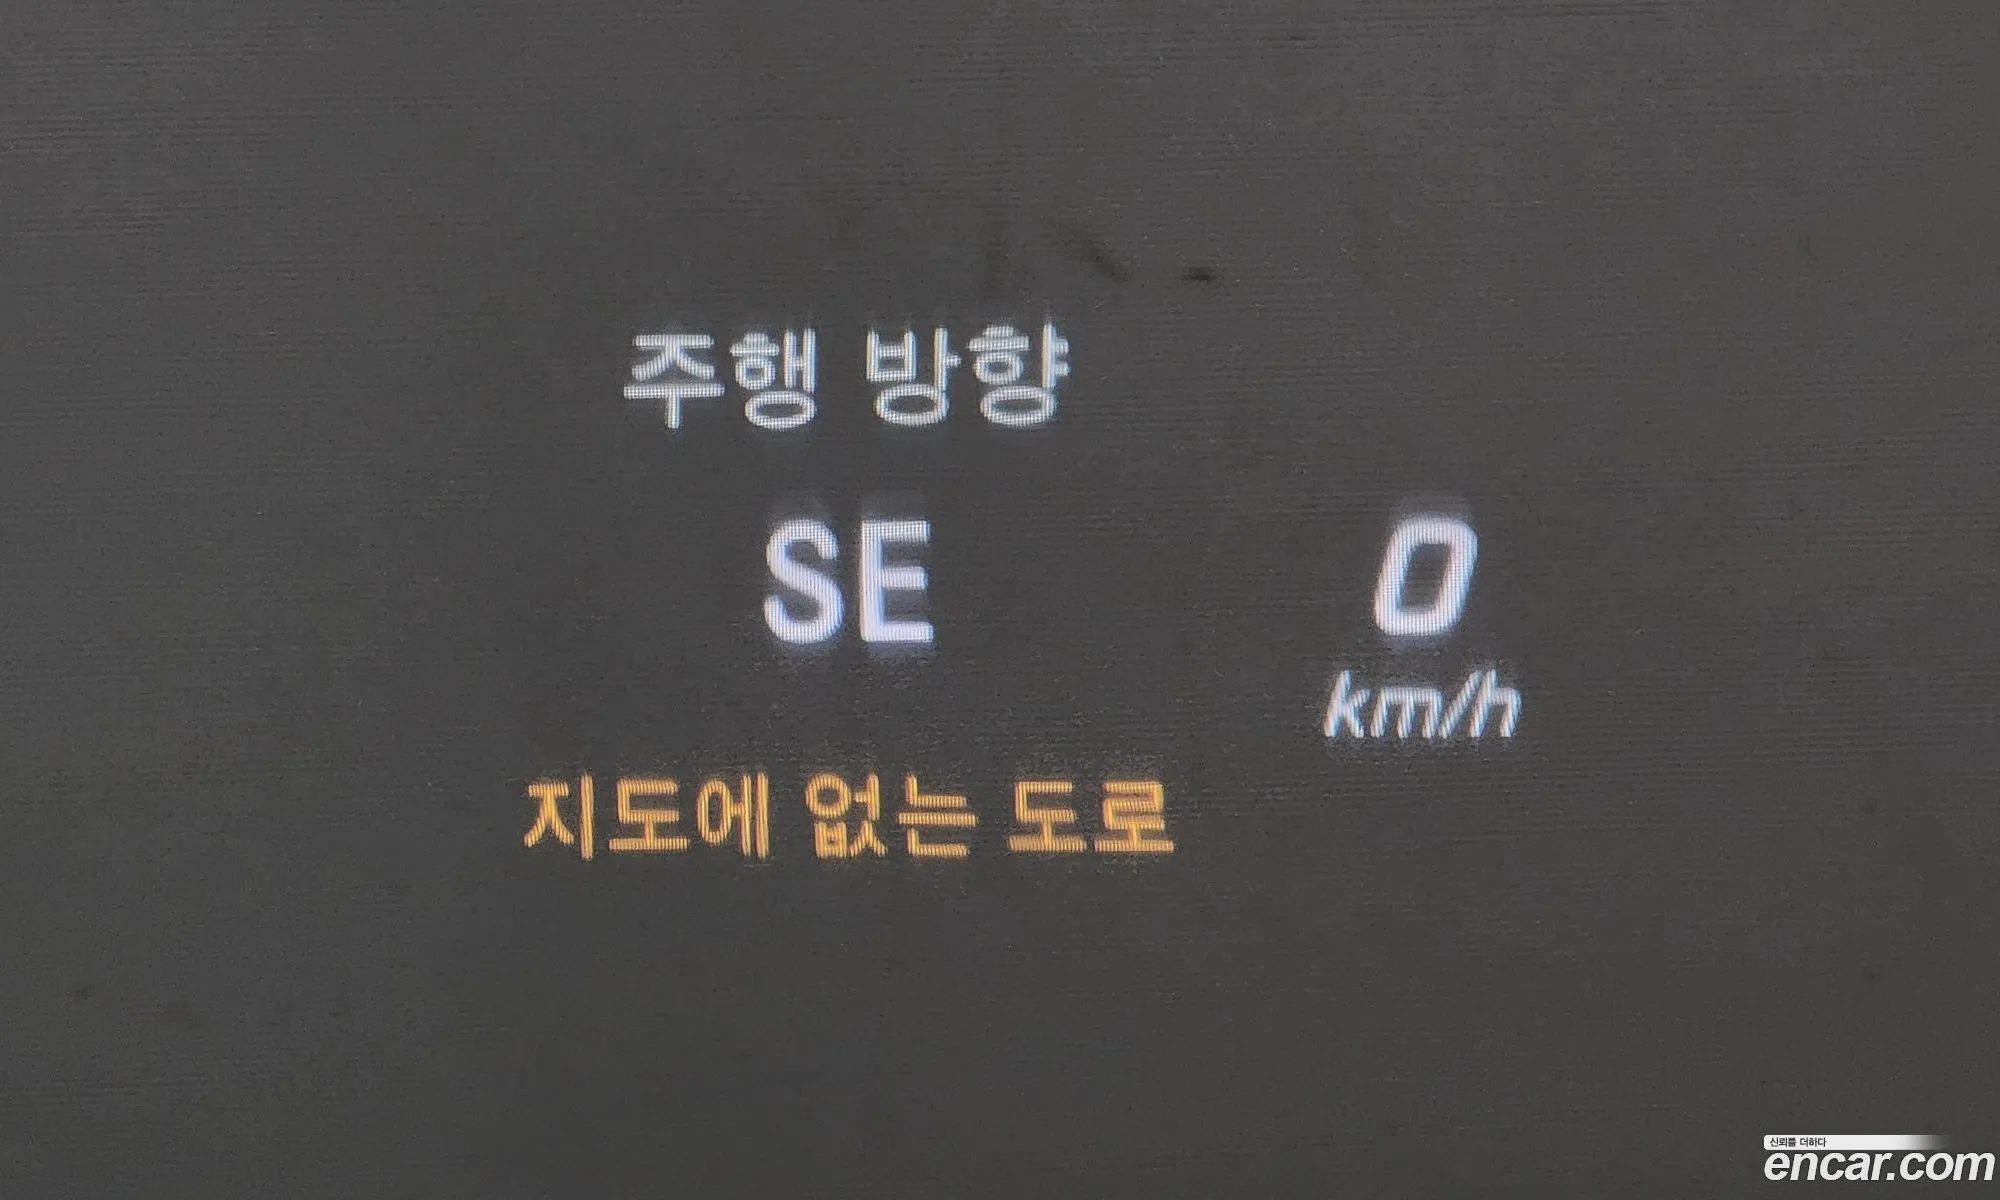 주행 방향
SE
0
km/h
지도에 없는 도로
신뢰를 더하다
encar.com